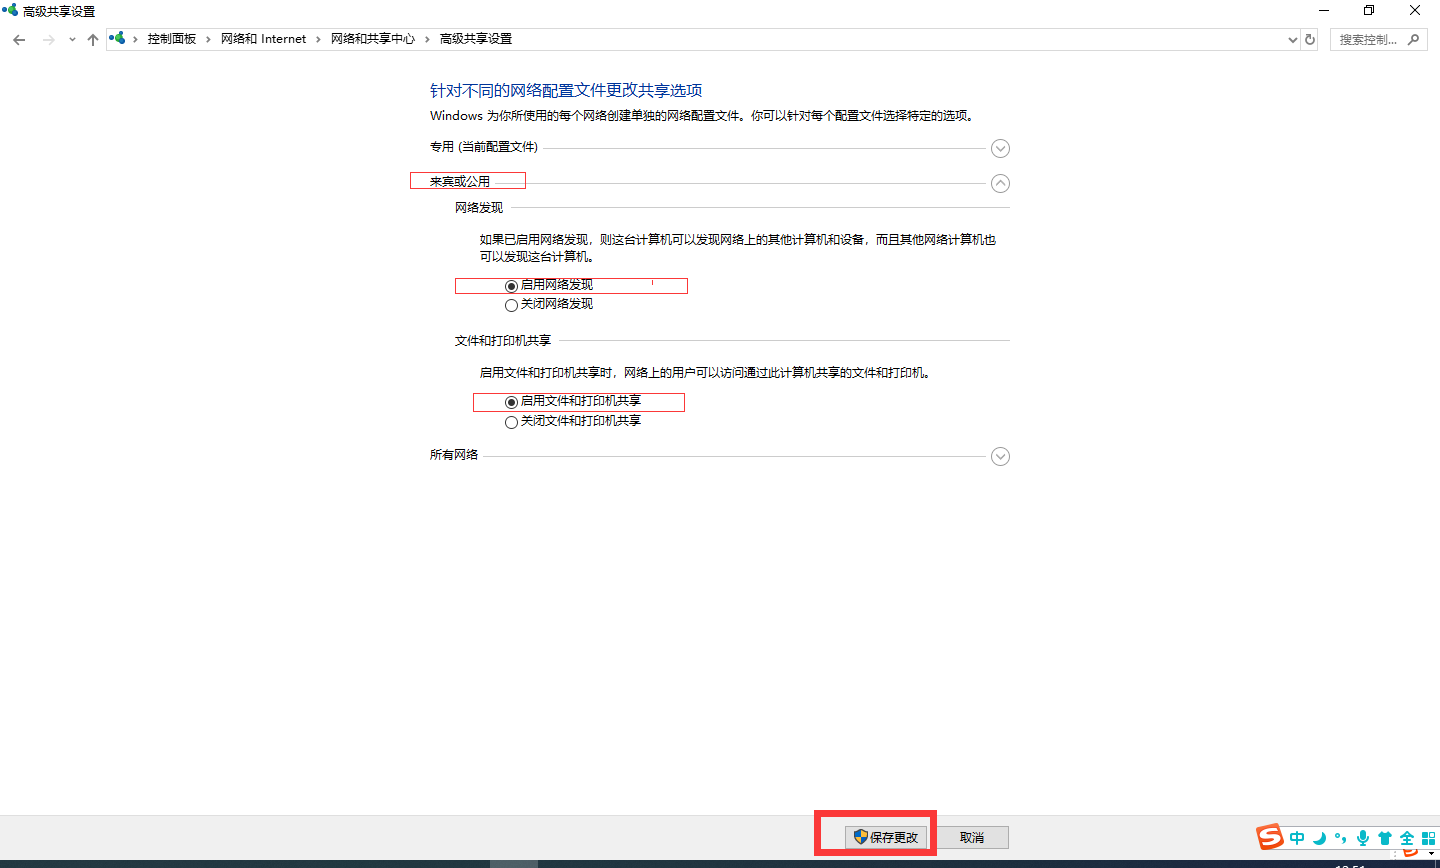 高级共享设置
控制面板 › 网络和 Internet › 网络和共享中心 › 高级共享设置
搜索控制...
针对不同的网络配置文件更改共享选项
Windows 为你所使用的每个网络创建单独的网络配置文件。你可以针对每个配置文件选择特定的选项。
专用 (当前配置文件)
来宾或公用
网络发现
如果已启用网络发现，则这台计算机可以发现网络上的其他计算机和设备，而且其他网络计算机也
可以发现这台计算机。
启用网络发现
关闭网络发现
文件和打印机共享
启用文件和打印机共享时，网络上的用户可以访问通过此计算机共享的文件和打印机。
启用文件和打印机共享
关闭文件和打印机共享
所有网络
保存更改
取消
中
全